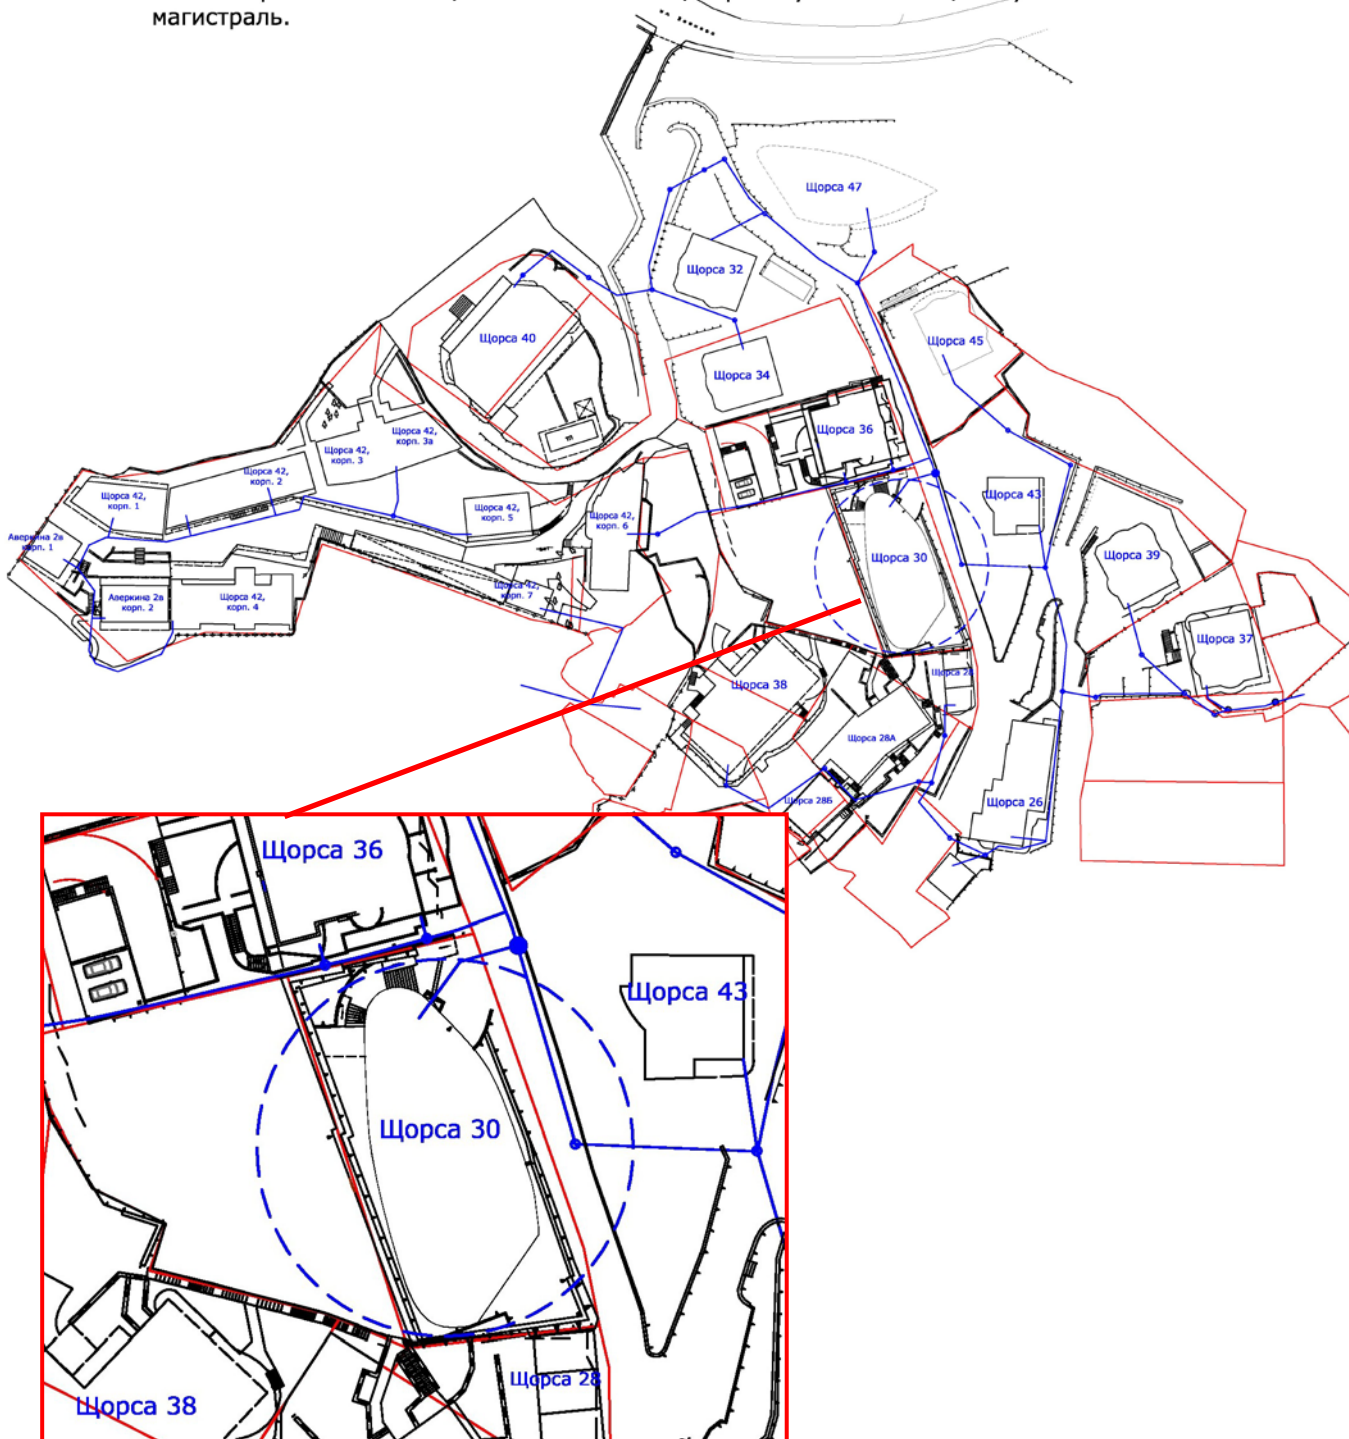 магистраль.
Щорса 47
Щорса 32
Щорса 40
Щорса 45
Щорса 34
Щорса 36
Щорса 42,
корп. 3а
Щорса 42,
корп. 3
Щорса 42,
корп. 2
Щорса 42,
корп. 1
Щорса 42,
корп. 5
Щорса 42,
корп. 6
Щорса 43
Аверкина 2в
корп. 1
Щорса 30
Щорса 39
Щорса 42,
корп. 7
Аверкина 2в
корп. 2
Щорса 42,
корп. 4
Щорса 37
Щорса 28
Щорса 38
Щорса 28А
Щорса 28Б
Щорса 26
Щорса 36
Щорса 43
Щорса 30
Щорса 28
Щорса 38